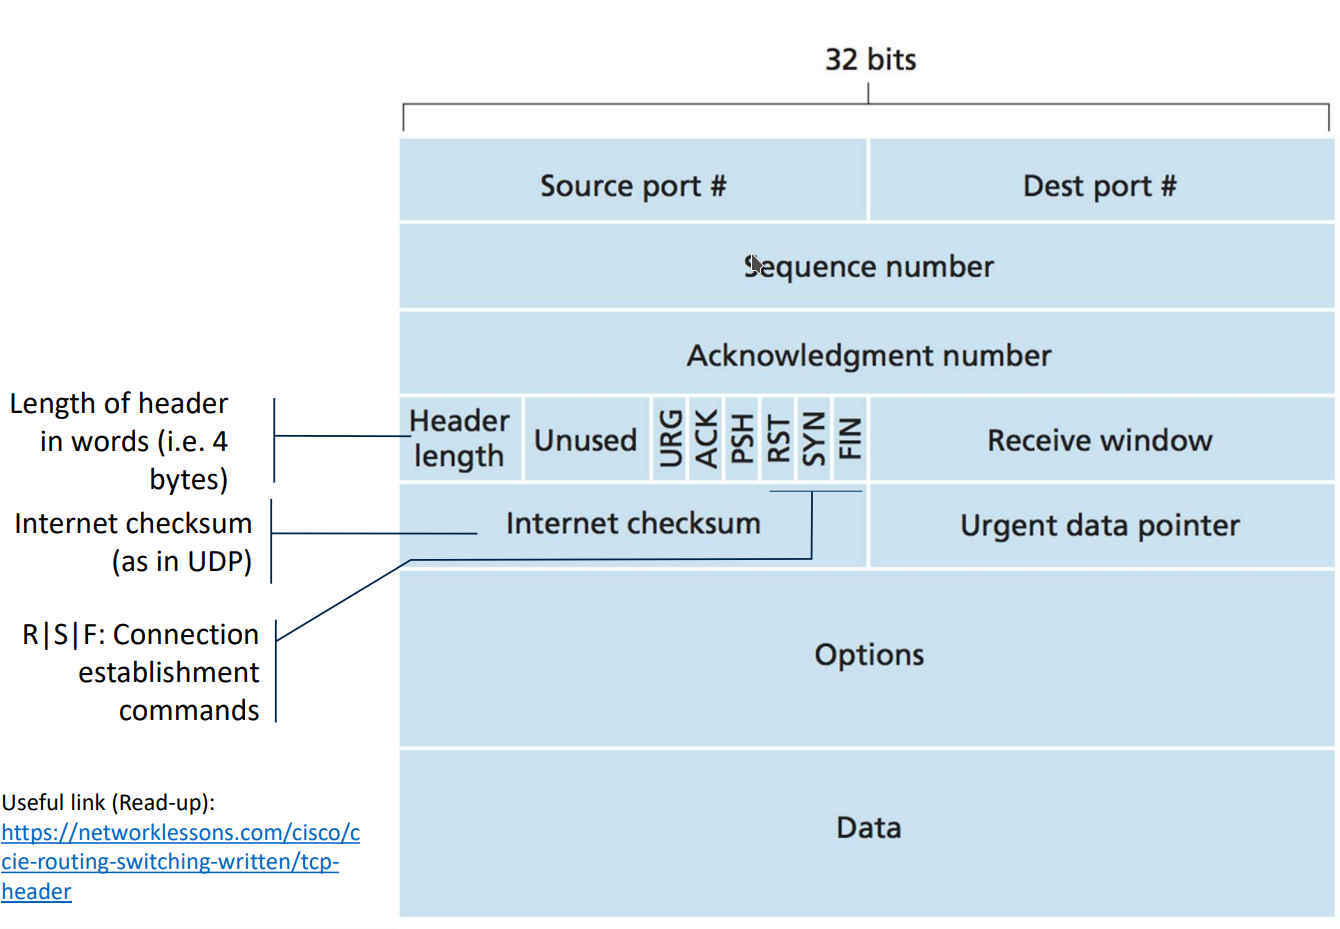 32 bits
Source port #
Dest port #
Sequence number
Acknowledgment number
Length of header
in words (i.e. 4
bytes)
Header
length
Unused
URG
ACK
PSH
RST
SYN
FIN
Receive window
Internet checksum
(as in UDP)
Internet checksum
Urgent data pointer
R|S|F: Connection
establishment
commands
Options
Useful link (Read-up):
https://networklessons.com/cisco/c
cie-routing-switching-written/tcp-
header
Data